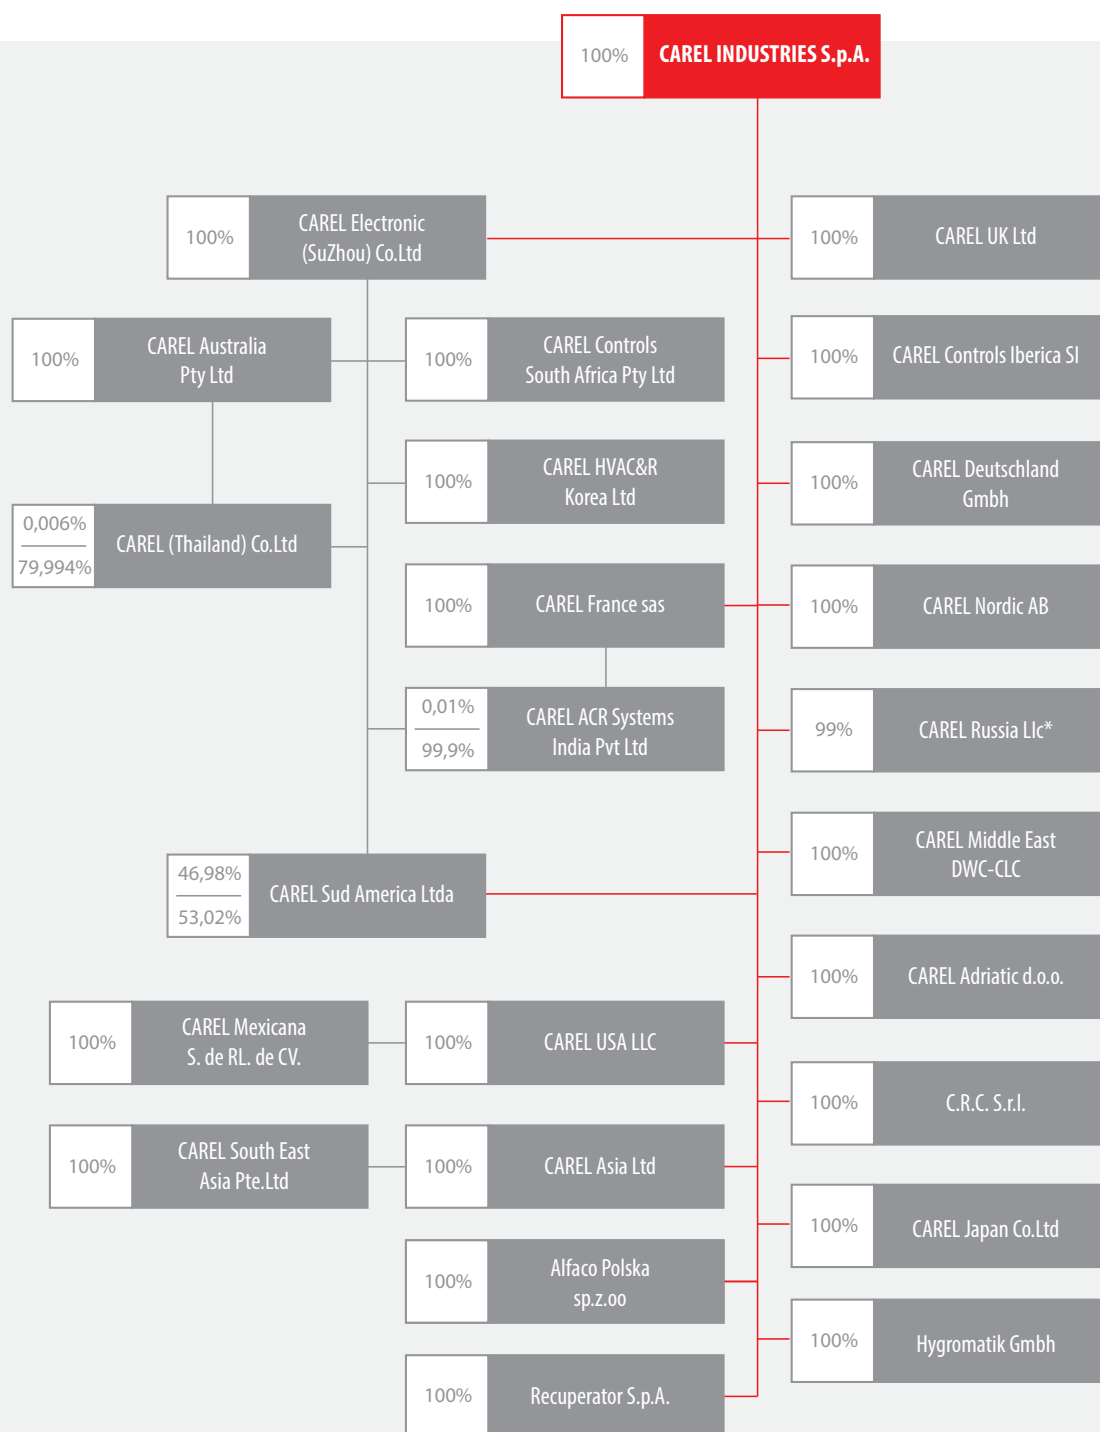 100%
CAREL INDUSTRIES S.p.A.
100%
CAREL Electronic
(SuZhou) Co.Ltd
100%
CAREL UK Ltd
100%
CAREL Australia
Pty Ltd
100%
CAREL Controls
South Africa Pty Ltd
100%
CAREL Controls Iberica Sl
100%
CAREL HVAC&R
Korea Ltd
100%
CAREL Deutschland
Gmbh
0,006%
79,994%
CAREL (Thailand) Co.Ltd
100%
CAREL France sas
100%
CAREL Nordic AB
0,01%
99,9%
CAREL ACR Systems
India Pvt Ltd
99%
CAREL Russia Llc*
100%
CAREL Middle East
DWC-CLC
46,98%
53,02%
CAREL Sud America Ltda
100%
CAREL Adriatic d.o.o.
100%
CAREL Mexicana
S. de RL. de CV.
100%
CAREL USA LLC
100%
C.R.C. S.r.l.
100%
CAREL South East
Asia Pte.Ltd
100%
CAREL Asia Ltd
100%
CAREL Japan Co.Ltd
100%
Alfaco Polska
sp.z.oo
100%
Hygromatik Gmbh
100%
Recuperator S.p.A.